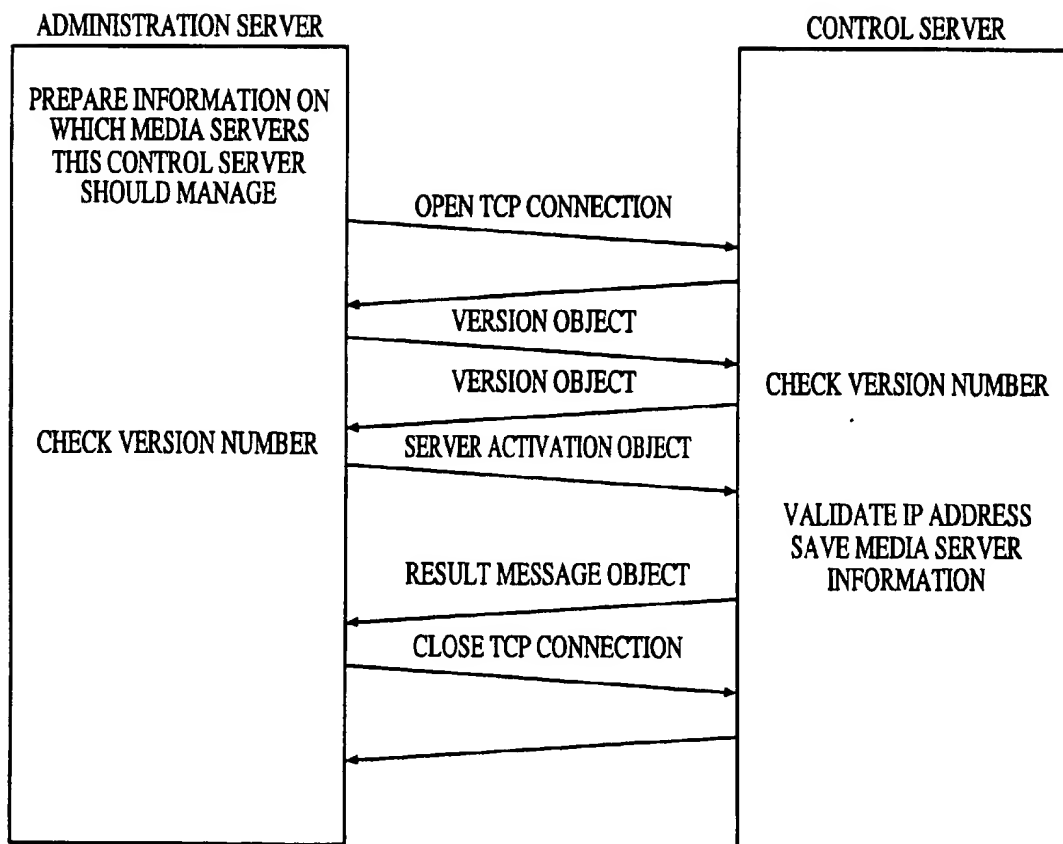 ADMINISTRATION SERVER
CONTROL SERVER
PREPARE INFORMATION ON
WHICH MEDIA SERVERS
THIS CONTROL SERVER
SHOULD MANAGE
OPEN TCP CONNECTION
VERSION OBJECT
VERSION OBJECT
CHECK VERSION NUMBER
CHECK VERSION NUMBER
SERVER ACTIVATION OBJECT
VALIDATE IP ADDRESS
SAVE MEDIA SERVER
INFORMATION
RESULT MESSAGE OBJECT
CLOSE TCP CONNECTION